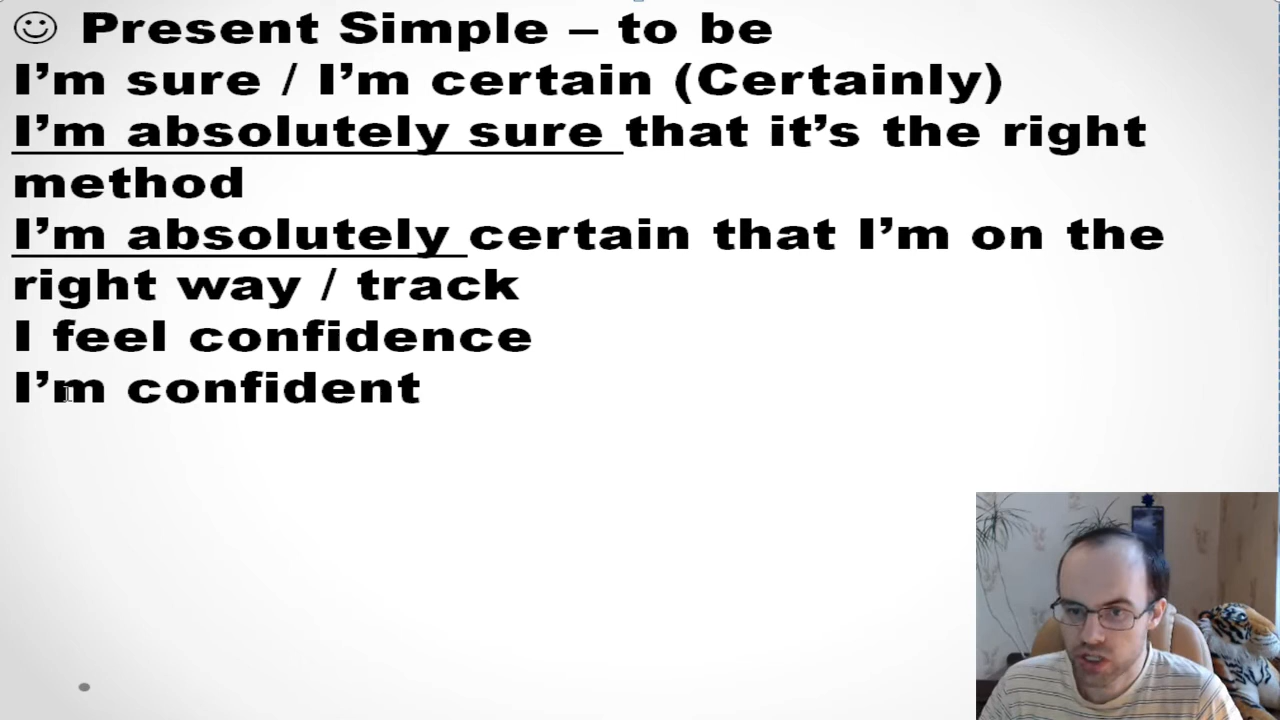 ☺ Present Simple – to be
I’m sure / I’m certain (Certainly)
I’m absolutely sure that it’s the right
method
I’m absolutely certain that I’m on the
right way / track
I feel confidence
I’m confident